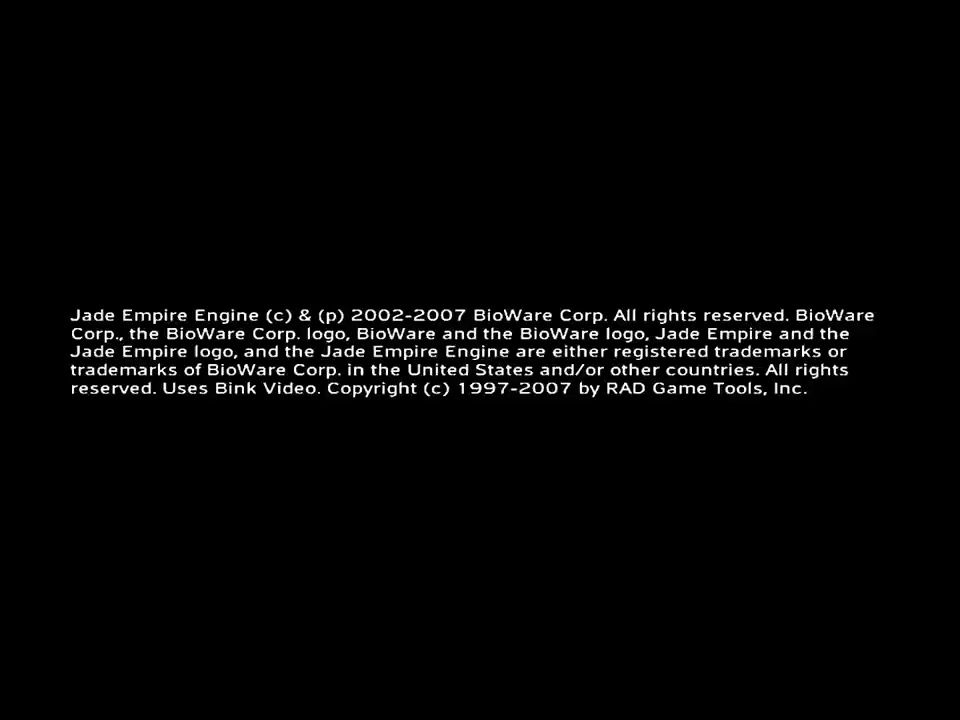 Jade Empire Engine (c) & (p) 2002-2007 BioWare Corp. All rights reserved. BioWare
Corp., the BioWare Corp. logo, BioWare and the BioWare logo, Jade Empire and the
Jade Empire logo, and the Jade Empire Engine are either registered trademarks or
trademarks of BioWare Corp. in the United States and/or other countries. All rights
reserved. Uses Bink Video. Copyright (c) 1997-2007 by RAD Game Tools, Inc.